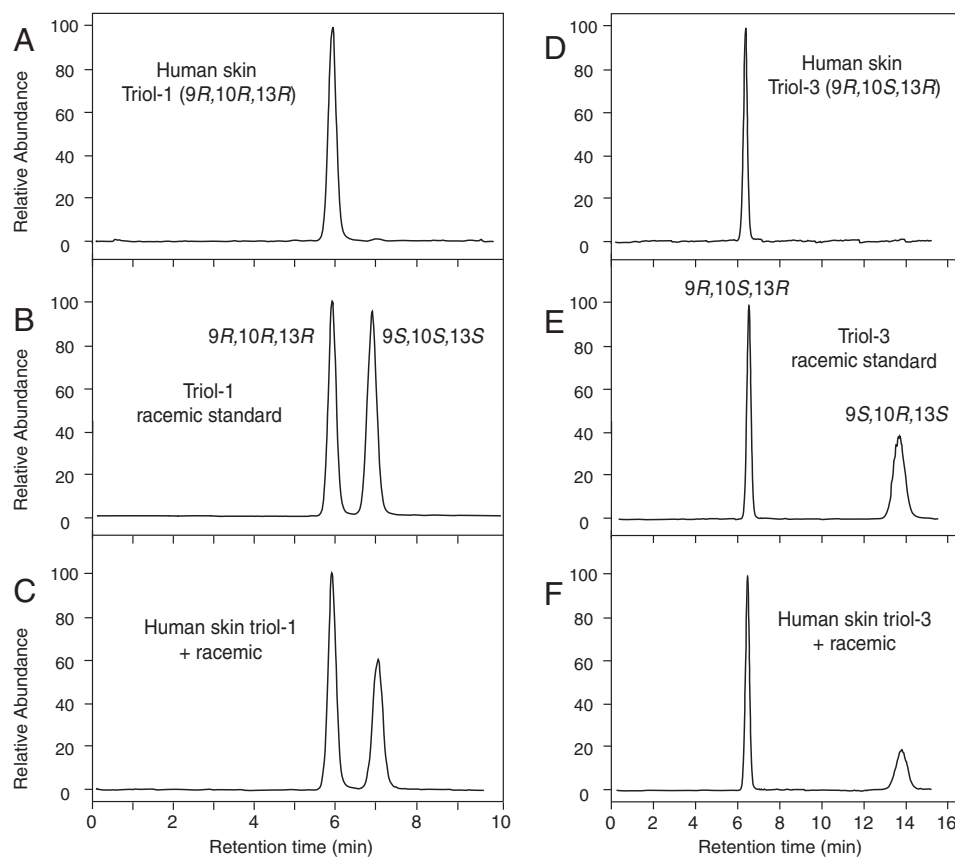 A
Relative Abundance
100
80
60
40
20
0
Human skin
Triol-1 (9R,10R,13R)
B
Relative Abundance
100
80
60
40
20
0
9R,10R,13R
9S,10S,13S
Triol-1
racemic standard
C
Relative Abundance
100
80
60
40
20
0
Human skin triol-1
+ racemic
0 2 4 6 8 10
Retention time (min)
D
100
80
60
40
20
0
Human skin
Triol-3 (9R,10S,13R)
E
100
80
60
40
20
0
9R,10S,13R
Triol-3
racemic standard
9S,10R,13S
F
100
80
60
40
20
0
Human skin triol-3
+ racemic
0 2 4 6 8 10 12 14 16
Retention time (min)